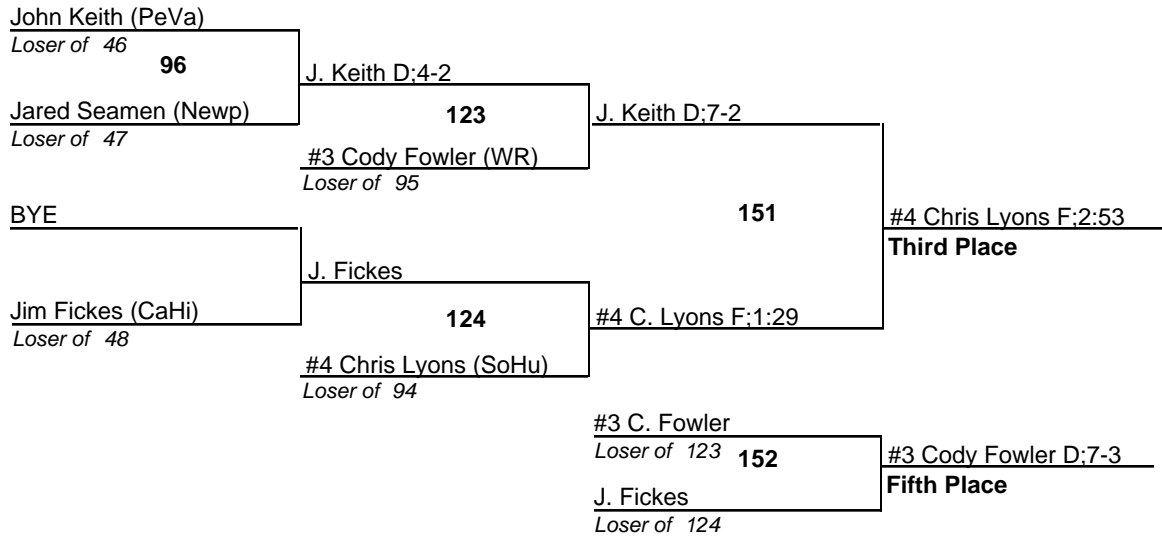 John Keith (PeVa)
Loser of 46
96
J. Keith D;4-2
Jared Seamen (Newp)
Loser of 47
123
J. Keith D;7-2
#3 Cody Fowler (WR)
Loser of 95
BYE
151
#4 Chris Lyons F;2:53
Third Place
J. Fickes
Jim Fickes (CaHi)
Loser of 48
124
#4 C. Lyons F;1:29
#4 Chris Lyons (SoHu)
Loser of 94
#3 C. Fowler
Loser of 123
152
#3 Cody Fowler D;7-3
Fifth Place
J. Fickes
Loser of 124